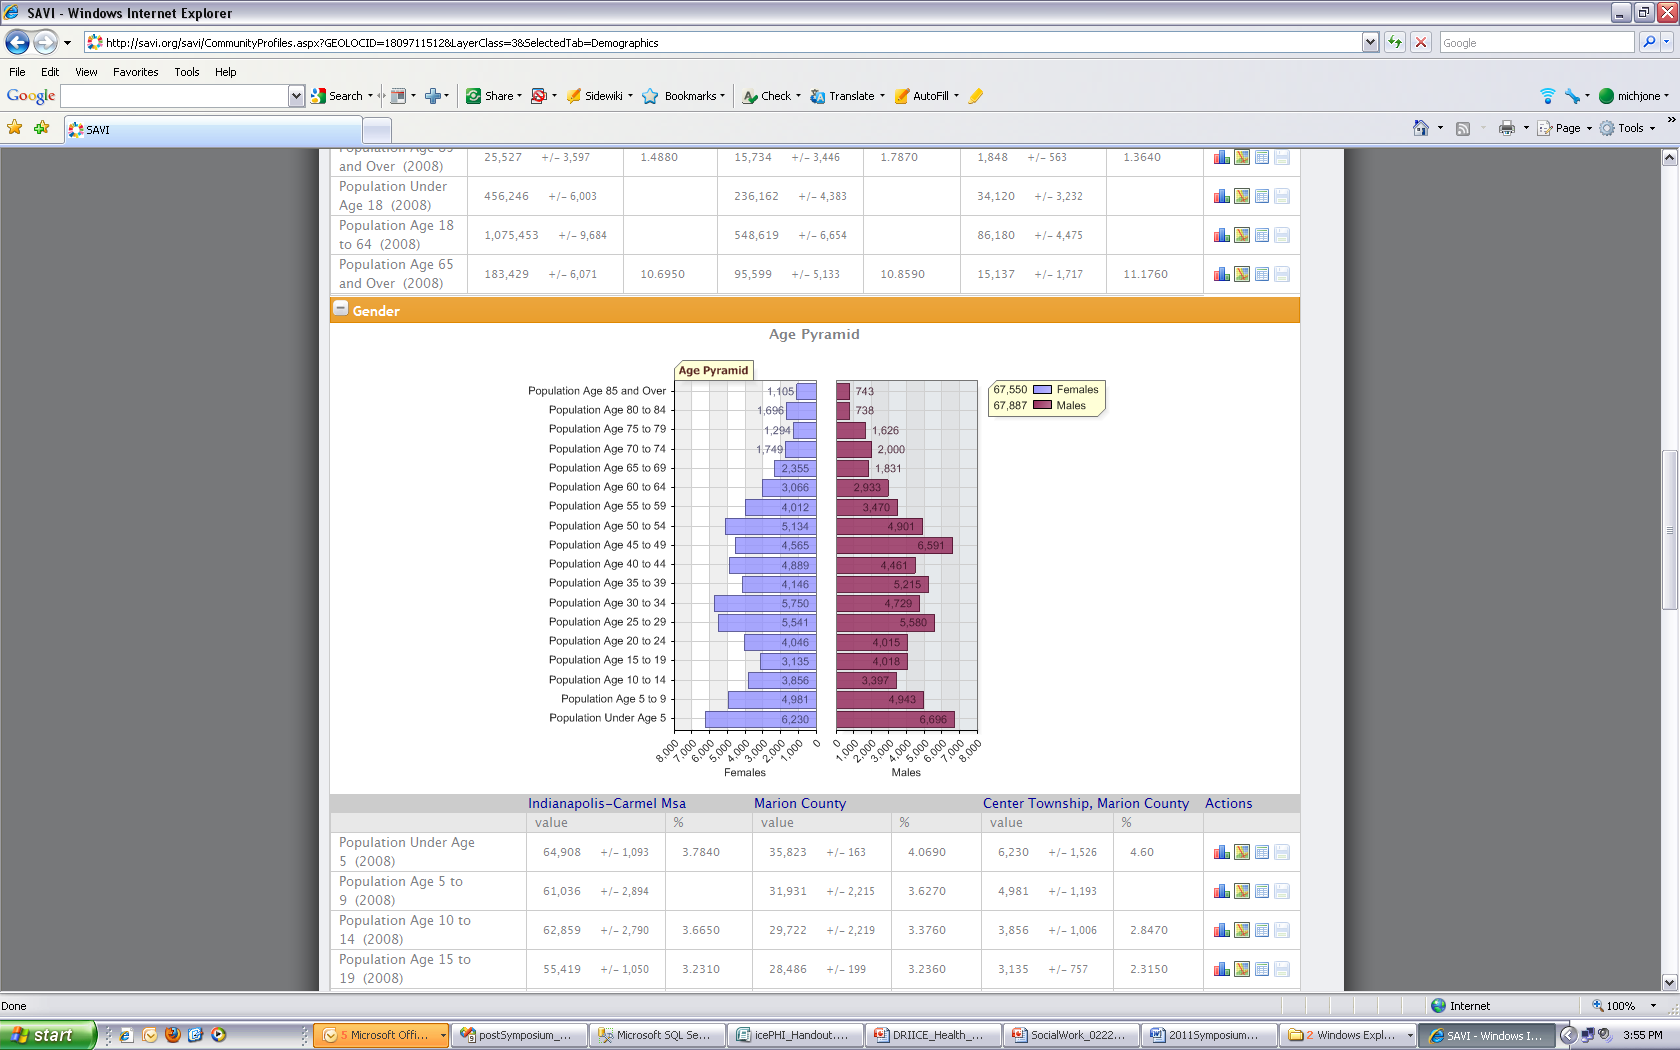 SAVI - Windows Internet Explorer
http://savi.org/savi/CommunityProfiles.aspx?GEOLOCID=1809711512&LayerClass=3&SelectedTab=Demographics
Google
File Edit View Favorites Tools Help
Google Search Share Sidewiki Bookmarks Check Translate AutoFill michjone
SAVI Page Tools »
Population Age 85
and Over (2008) 25,527 +/- 3,597 1.4880 15,734 +/- 3,446 1.7870 1,848 +/- 563 1.3640
Population Under
Age 18 (2008) 456,246 +/- 6,003 236,162 +/- 4,383 34,120 +/- 3,232
Population Age 18
to 64 (2008) 1,075,453 +/- 9,684 548,619 +/- 6,654 86,180 +/- 4,475
Population Age 65
and Over (2008) 183,429 +/- 6,071 10.6950 95,599 +/- 5,133 10.8590 15,137 +/- 1,717 11.1760
Gender
Age Pyramid
Age Pyramid
Population Age 85 and Over 1,105 743 67,550 Females
67,887 Males
Population Age 80 to 84 1,696 738
Population Age 75 to 79 1,294 1,626
Population Age 70 to 74 1,749 2,000
Population Age 65 to 69 2,355 1,831
Population Age 60 to 64 3,066 2,933
Population Age 55 to 59 4,012 3,470
Population Age 50 to 54 5,134 4,901
Population Age 45 to 49 4,565 6,591
Population Age 40 to 44 4,889 4,461
Population Age 35 to 39 4,146 5,215
Population Age 30 to 34 5,750 4,729
Population Age 25 to 29 5,541 5,580
Population Age 20 to 24 4,046 4,015
Population Age 15 to 19 3,135 4,018
Population Age 10 to 14 3,856 3,397
Population Age 5 to 9 4,981 4,943
Population Under Age 5 6,230 6,696
8,000 7,000 6,000 5,000 4,000 3,000 2,000 1,000 0 0 1,000 2,000 3,000 4,000 5,000 6,000 7,000 8,000
Females Males
Indianapolis-Carmel Msa Marion County Center Township, Marion County Actions
value % value % value %
Population Under Age
5 (2008) 64,908 +/- 1,093 3.7840 35,823 +/- 163 4.0690 6,230 +/- 1,526 4.60
Population Age 5 to
9 (2008) 61,036 +/- 2,894 31,931 +/- 2,215 3.6270 4,981 +/- 1,193
Population Age 10 to
14 (2008) 62,859 +/- 2,790 3.6650 29,722 +/- 2,219 3.3760 3,856 +/- 1,006 2.8470
Population Age 15 to
19 (2008) 55,419 +/- 1,050 3.2310 28,486 +/- 199 3.2360 3,135 +/- 757 2.3150
Done Internet 100%
start 5 Microsoft Offi... postSymposium_... Microsoft SQL Se... icePHI_Handout.... DRIICE_Health_... SocialWork_0222... 2011Symposium... 2 Windows Expl... SAVI - Windows I... 3:55 PM